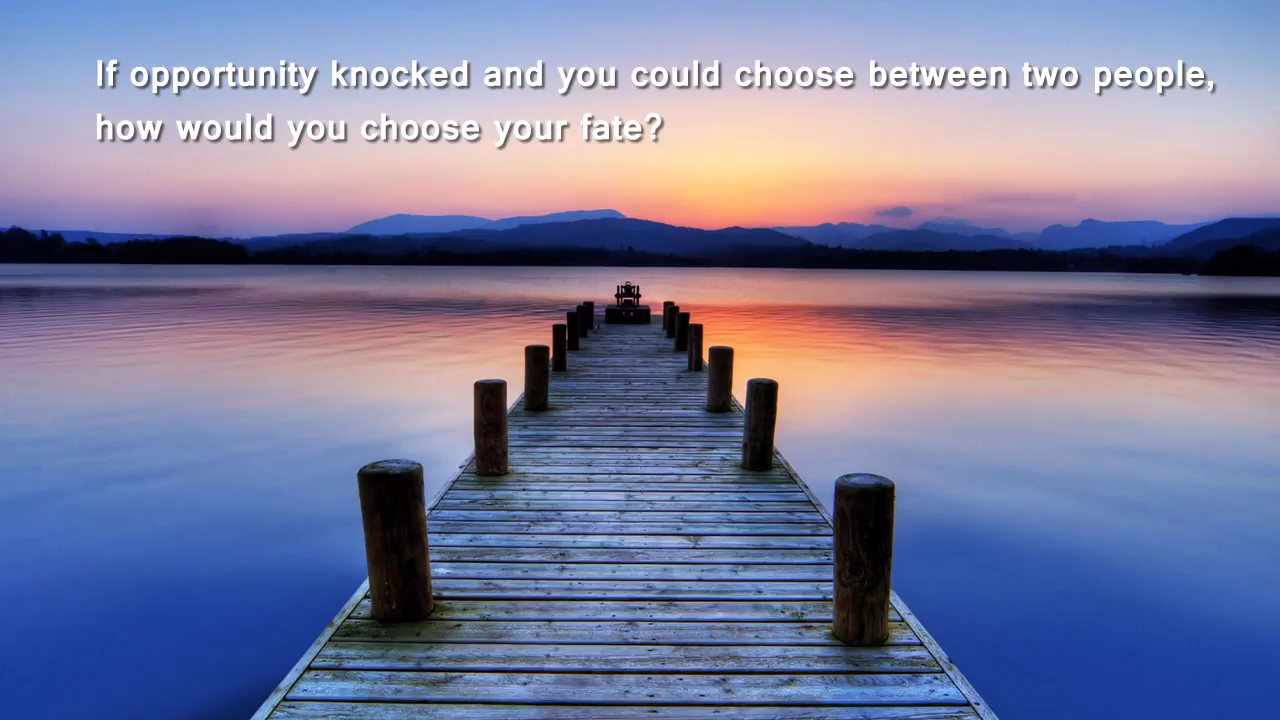 If opportunity knocked and you could choose between two people,
how would you choose your fate?